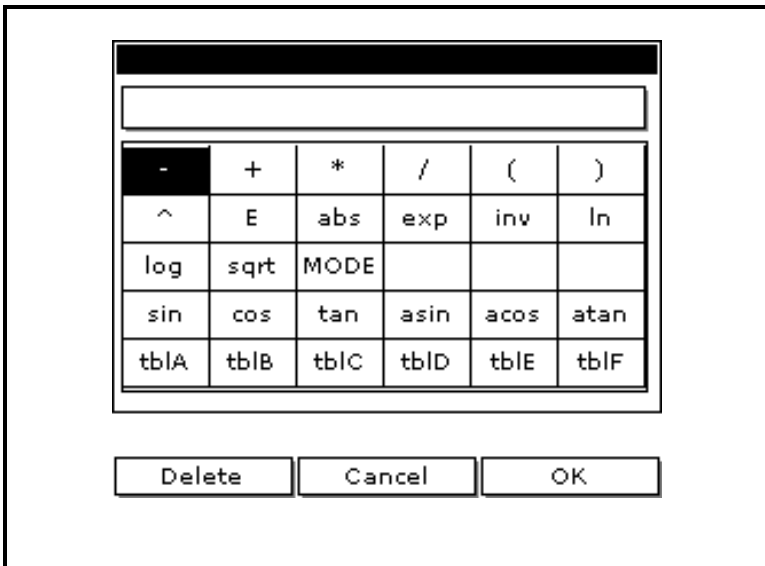 - + * / ( )
^ E abs exp inv ln
log sqrt MODE
sin cos tan asin acos atan
tblA tblB tblC tblD tblE tblF
Delete Cancel OK